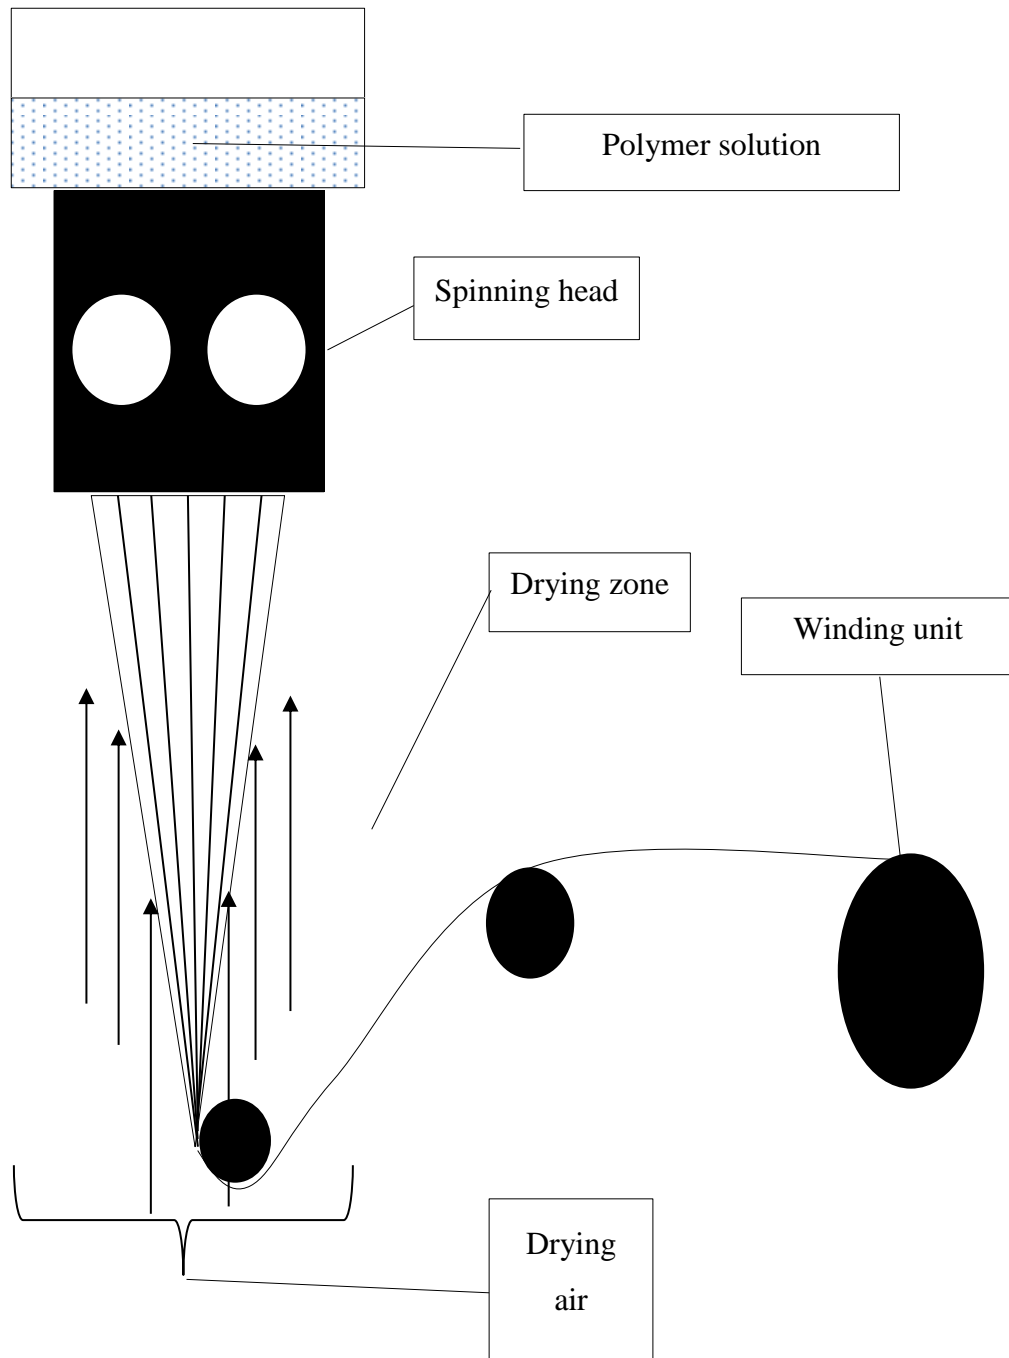 Polymer solution
Spinning head
Drying zone
Winding unit
Drying
air